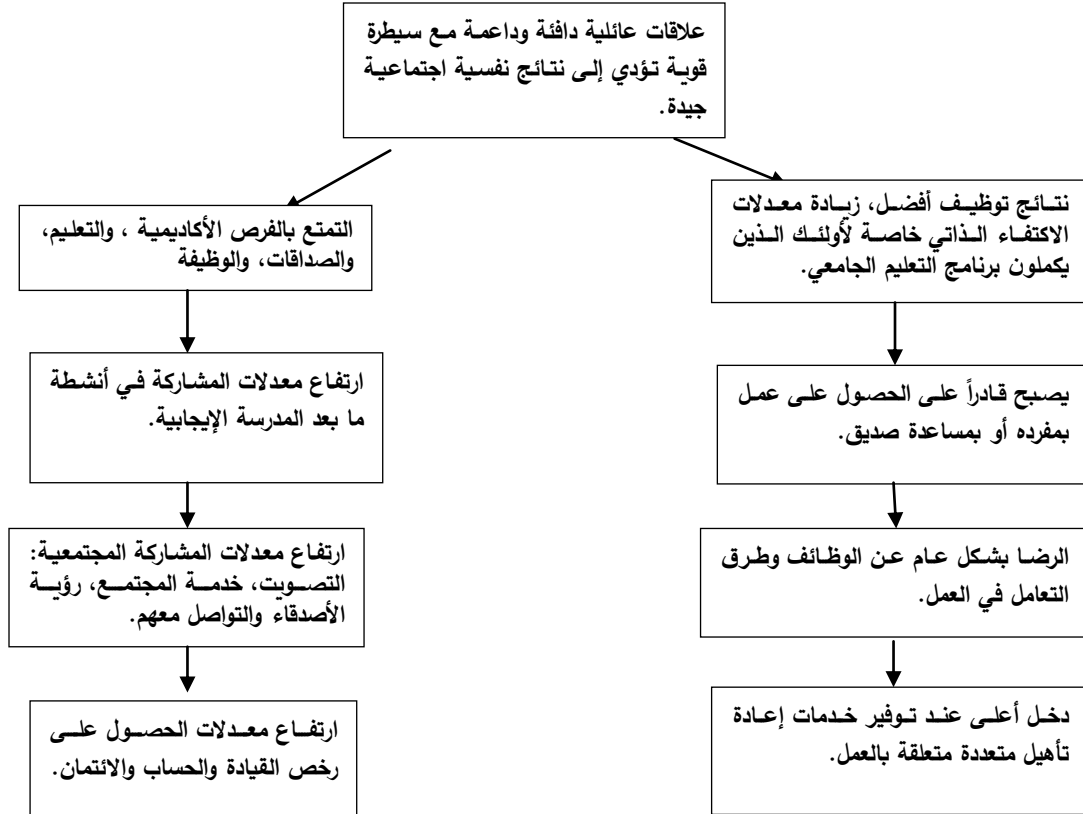 علاقات عائلية دافئة وداعمة مع سيطرة
قوية تؤدي إلى نتائج نفسية اجتماعية
جيدة.
نتائج توظيف أفضل، زيادة معدلات
الاكتفاء الذاتي خاصة لأولئك الذين
يكملون برنامج التعليم الجامعي.
يصبح قادراً على الحصول على عمل
بمفرده أو بمساعدة صديق.
الرضا بشكل عام عن الوظائف وطرق
التعامل في العمل.
دخل أعلى عند توفير خدمات إعادة
تأهيل متعددة متعلقة بالعمل.
التمتع بالفرص الأكاديمية ، والتعليم،
والصداقات، والوظيفة
ارتفاع معدلات المشاركة في أنشطة
ما بعد المدرسة الإيجابية.
ارتفاع معدلات المشاركة المجتمعية:
التصويت، خدمة المجتمع، رؤية
الأصدقاء والتواصل معهم.
ارتفاع معدلات الحصول على
رخص القيادة والحساب والائتمان.